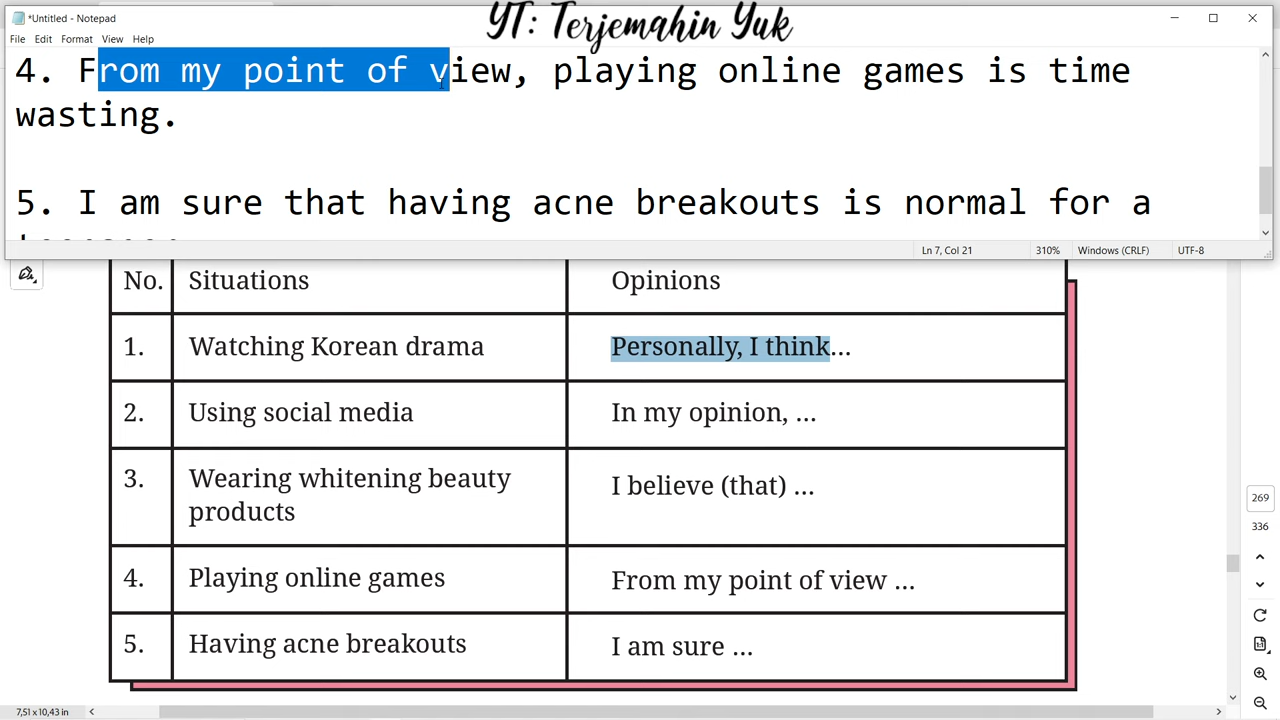 *Untitled - Notepad
YT: Terjemahin Yuk
File Edit Format View Help
4. From my point of view, playing online games is time
wasting.
5. I am sure that having acne breakouts is normal for a
Ln 7, Col 21 310% Windows (CRLF) UTF-8
No. Situations Opinions
1. Watching Korean drama Personally, I think...
2. Using social media In my opinion, ...
3. Wearing whitening beauty
products I believe (that) ...
4. Playing online games From my point of view ...
5. Having acne breakouts I am sure ...
269
336
7,51 x 10,43 in